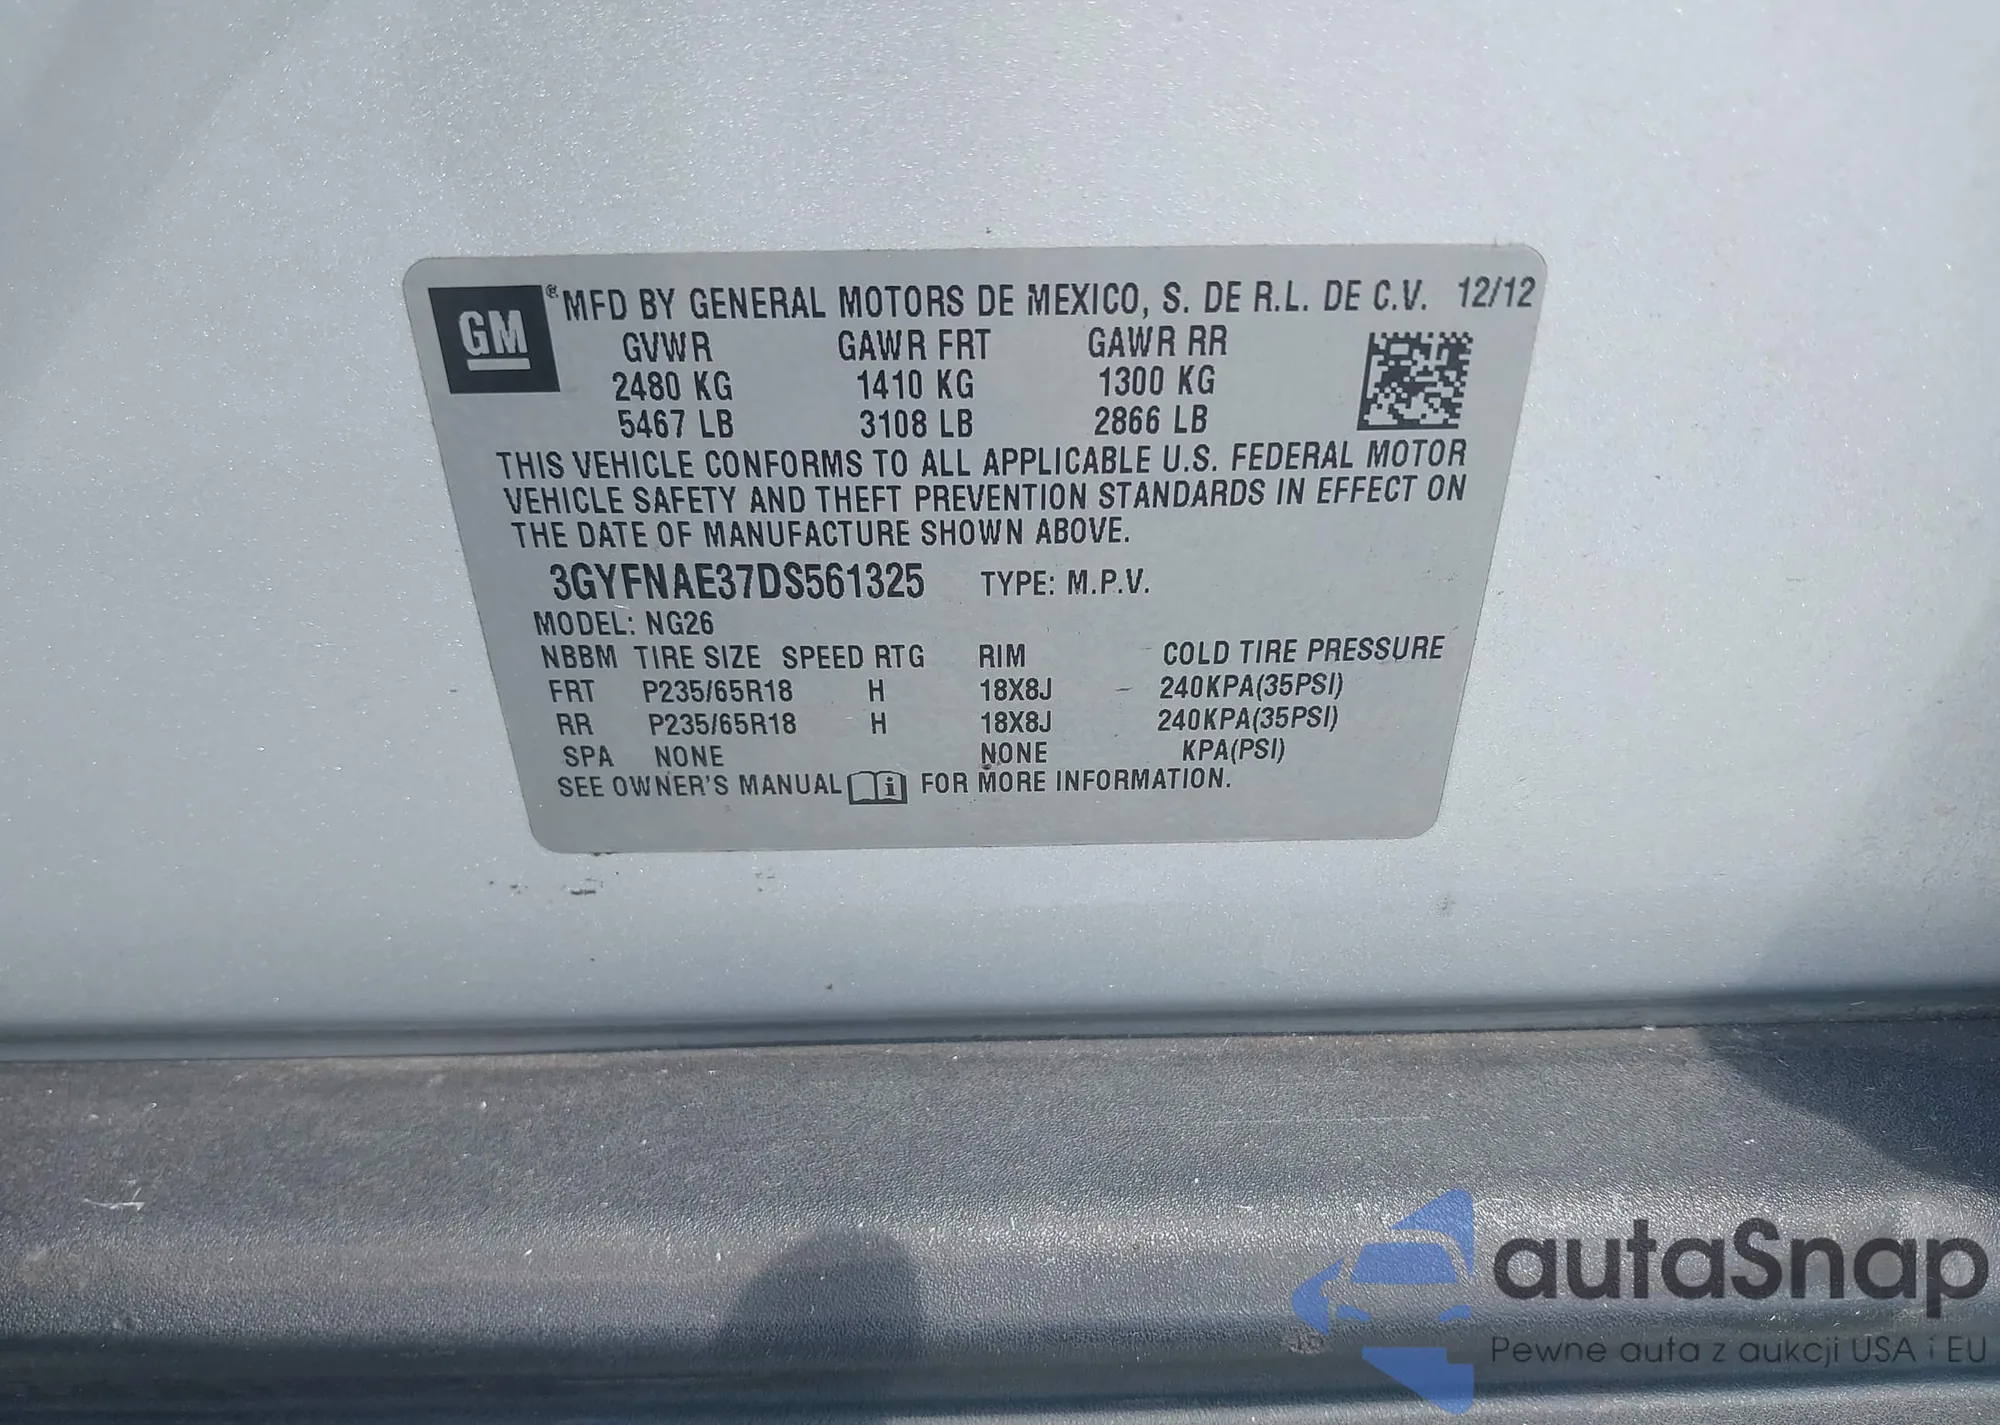 GM ® MFD BY GENERAL MOTORS DE MEXICO, S. DE R.L. DE C.V. 12/12
GVWR GAWR FRT GAWR RR
2480 KG 1410 KG 1300 KG
5467 LB 3108 LB 2866 LB
THIS VEHICLE CONFORMS TO ALL APPLICABLE U.S. FEDERAL MOTOR
VEHICLE SAFETY AND THEFT PREVENTION STANDARDS IN EFFECT ON
THE DATE OF MANUFACTURE SHOWN ABOVE.
3GYFNAE37DS561325 TYPE: M.P.V.
MODEL: NG26
NBBM TIRE SIZE SPEED RTG RIM COLD TIRE PRESSURE
FRT P235/65R18 H 18X8J 240KPA(35PSI)
RR P235/65R18 H 18X8J 240KPA(35PSI)
SPA NONE NONE KPA(PSI)
SEE OWNER'S MANUAL FOR MORE INFORMATION.
autaSnap
Pewne auta z aukcji USA i EU